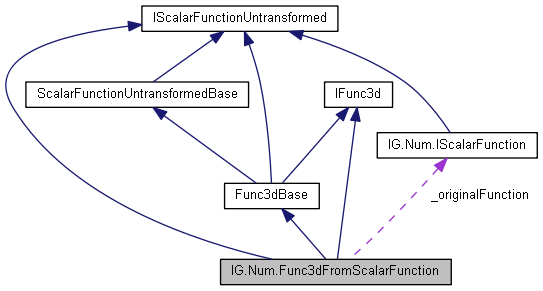 IScalarFunctionUntransformed
ScalarFunctionUntransformedBase
IFunc3d
IG.Num.IScalarFunction
Func3dBase
_originalFunction
IG.Num.Func3dFromScalarFunction